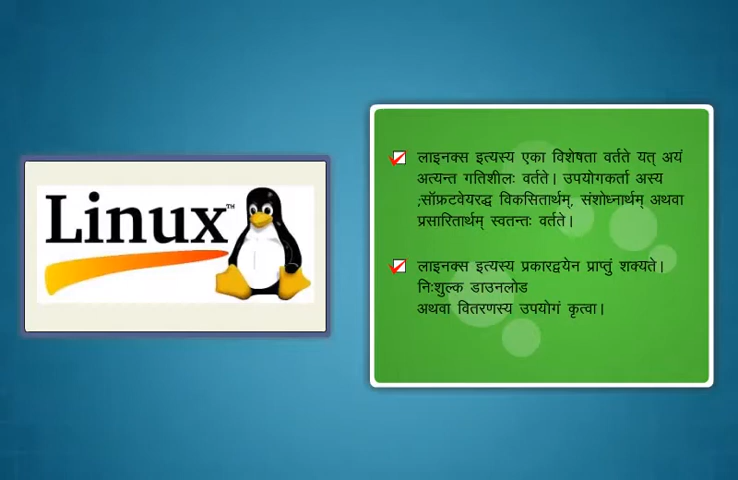 Linux™
लाइनक्स इत्यस्य एका विशेषता वर्तते यत् अयं
अत्यन्त गतिशीलः वर्तते। उपयोगकर्ता अस्य
;सॉफ्रटवेयरद्ध विकसितार्थम्, संशोध्नार्थम् अथवा
प्रसारितार्थम् स्वतन्तः वर्तते।
लाइनक्स इत्यस्य प्रकारद्वयेन प्राप्तुं शक्यते।
निःशुल्क डाउनलोड
अथवा वितरणस्य उपयोगं कृत्वा।